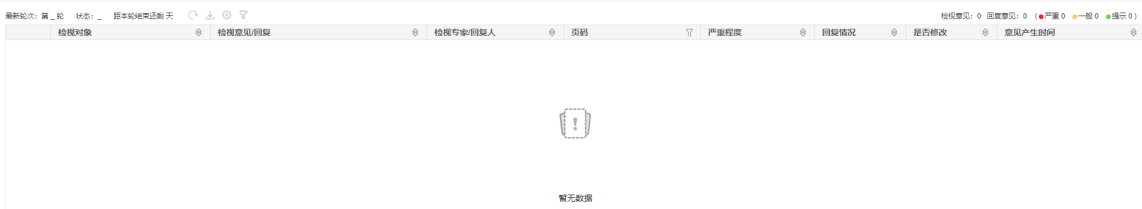 最新轮次：第 _ 轮 状态：_ 距本轮结束还剩 天 检视意见：0 回复意见：0 （ 严重 0 一般 0 提示 0 ）
检视对象 检视意见/回复 检视专家/回复人 页码 严重程度 回复情况 是否修改 意见产生时间
暂无数据